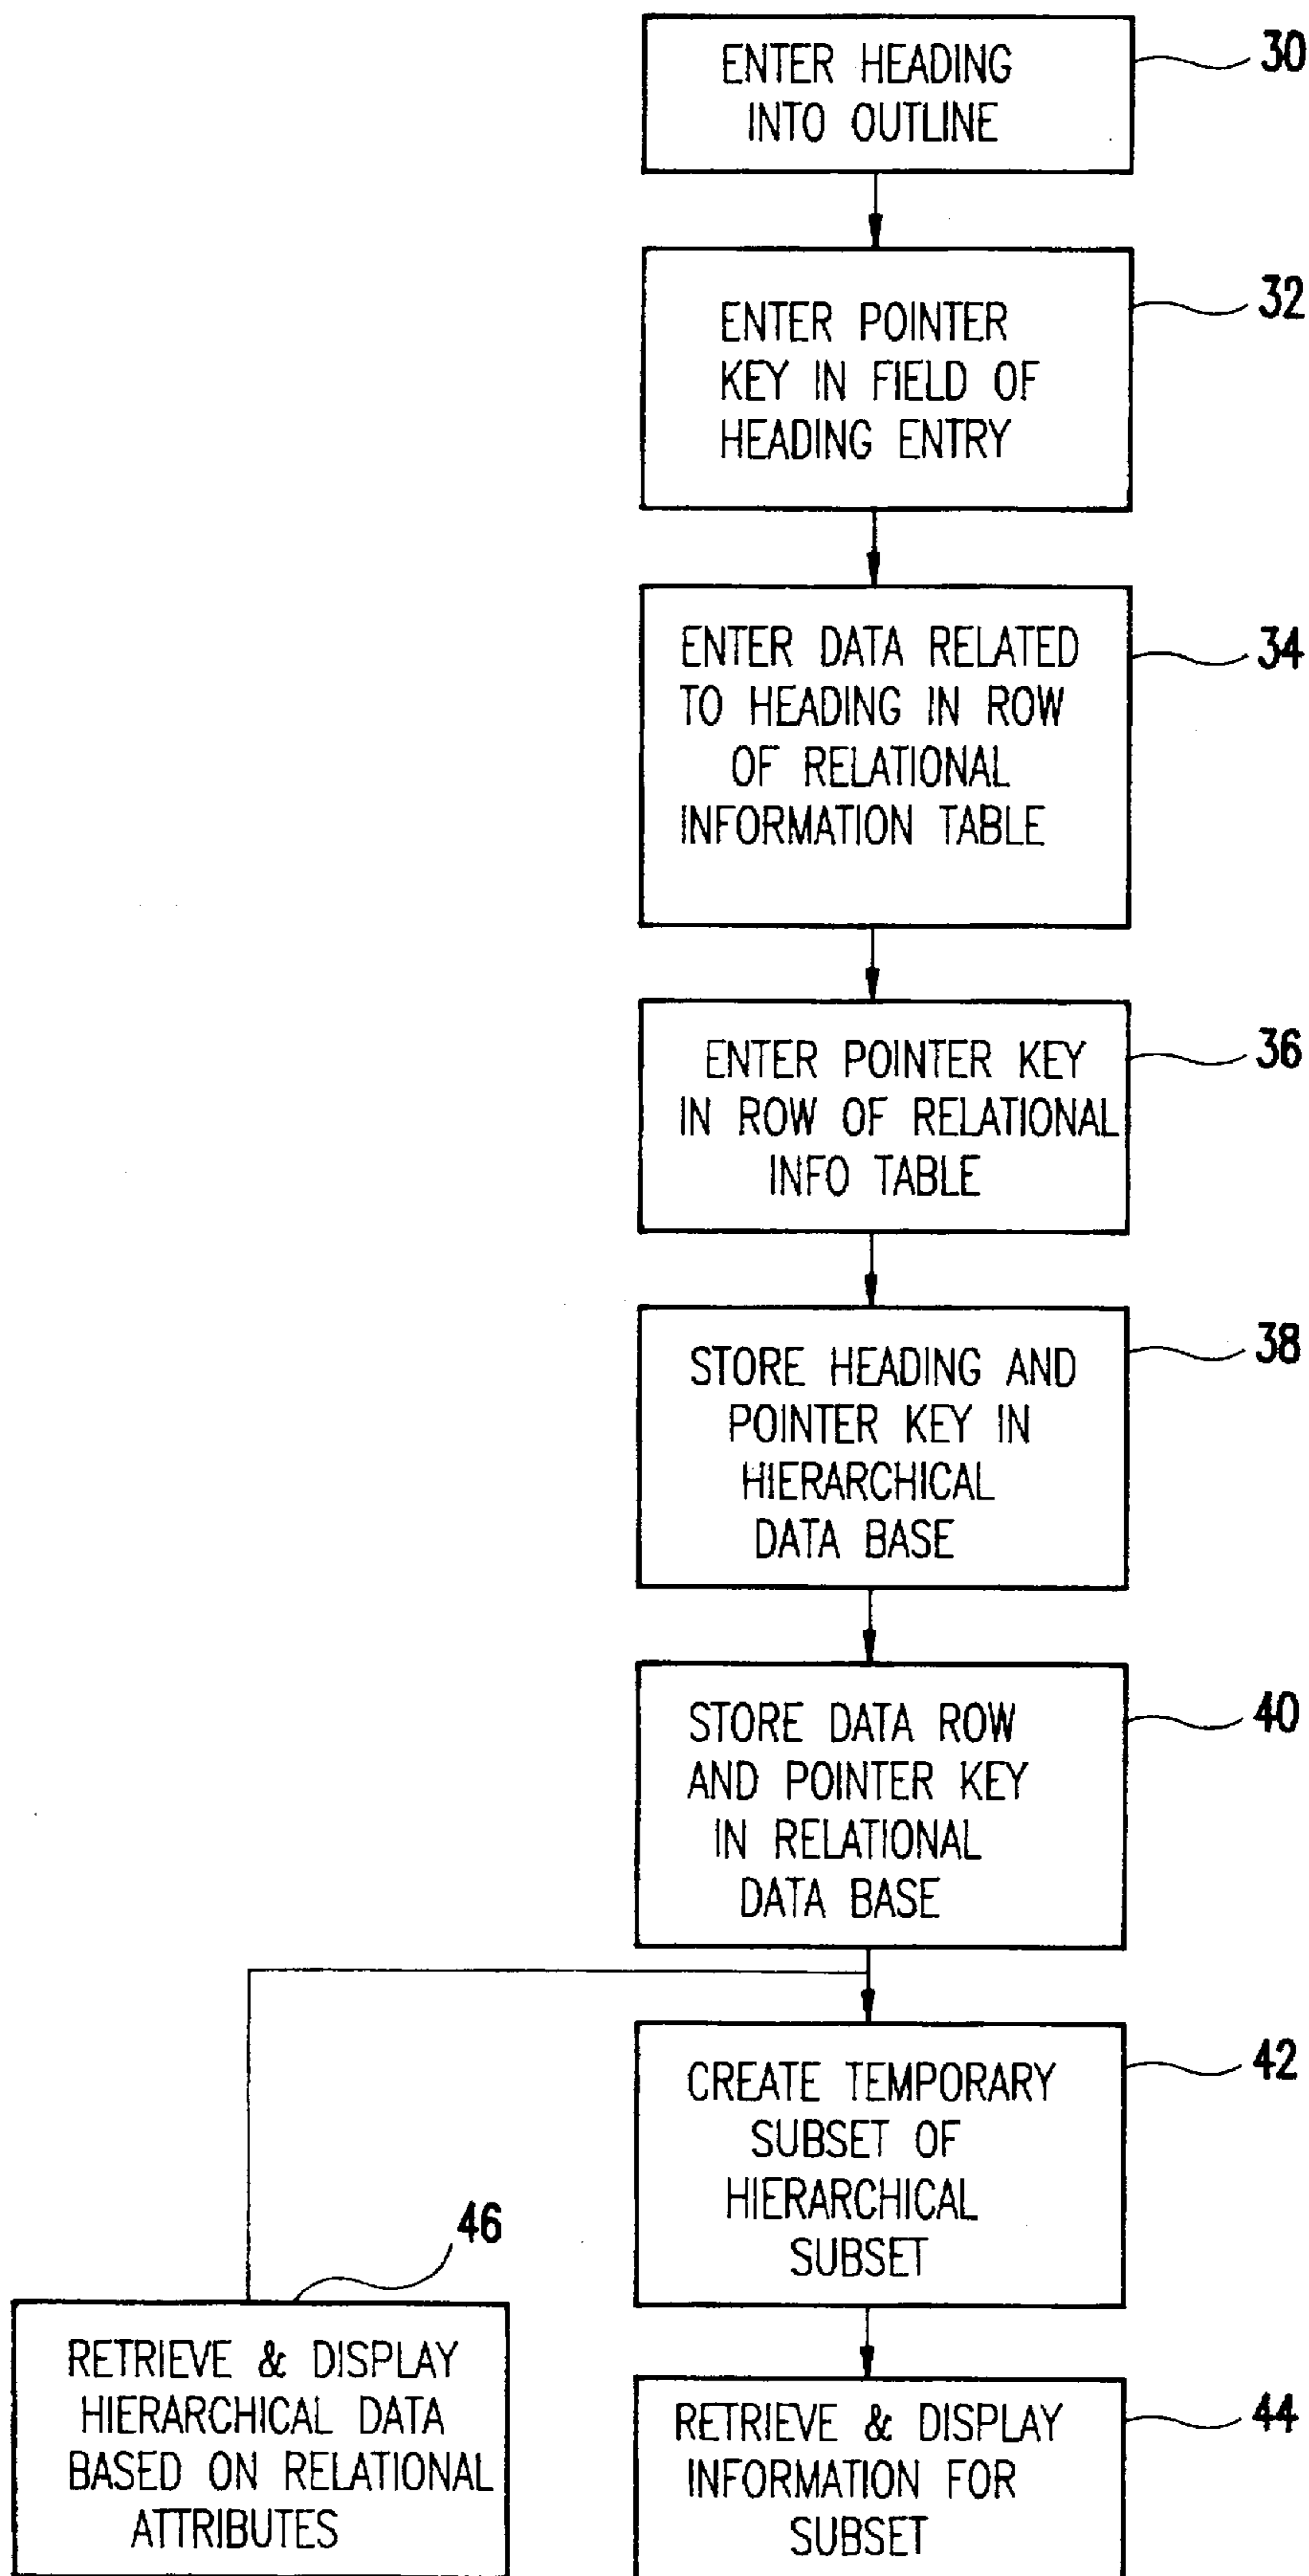 ENTER HEADING
INTO OUTLINE
30
ENTER POINTER
KEY IN FIELD OF
HEADING ENTRY
32
ENTER DATA RELATED
TO HEADING IN ROW
OF RELATIONAL
INFORMATION TABLE
34
ENTER POINTER KEY
IN ROW OF RELATIONAL
INFO TABLE
36
STORE HEADING AND
POINTER KEY IN
HIERARCHICAL
DATA BASE
38
STORE DATA ROW
AND POINTER KEY
IN RELATIONAL
DATA BASE
40
CREATE TEMPORARY
SUBSET OF
HIERARCHICAL
SUBSET
42
46
RETRIEVE & DISPLAY
HIERARCHICAL DATA
BASED ON RELATIONAL
ATTRIBUTES
RETRIEVE & DISPLAY
INFORMATION FOR
SUBSET
44